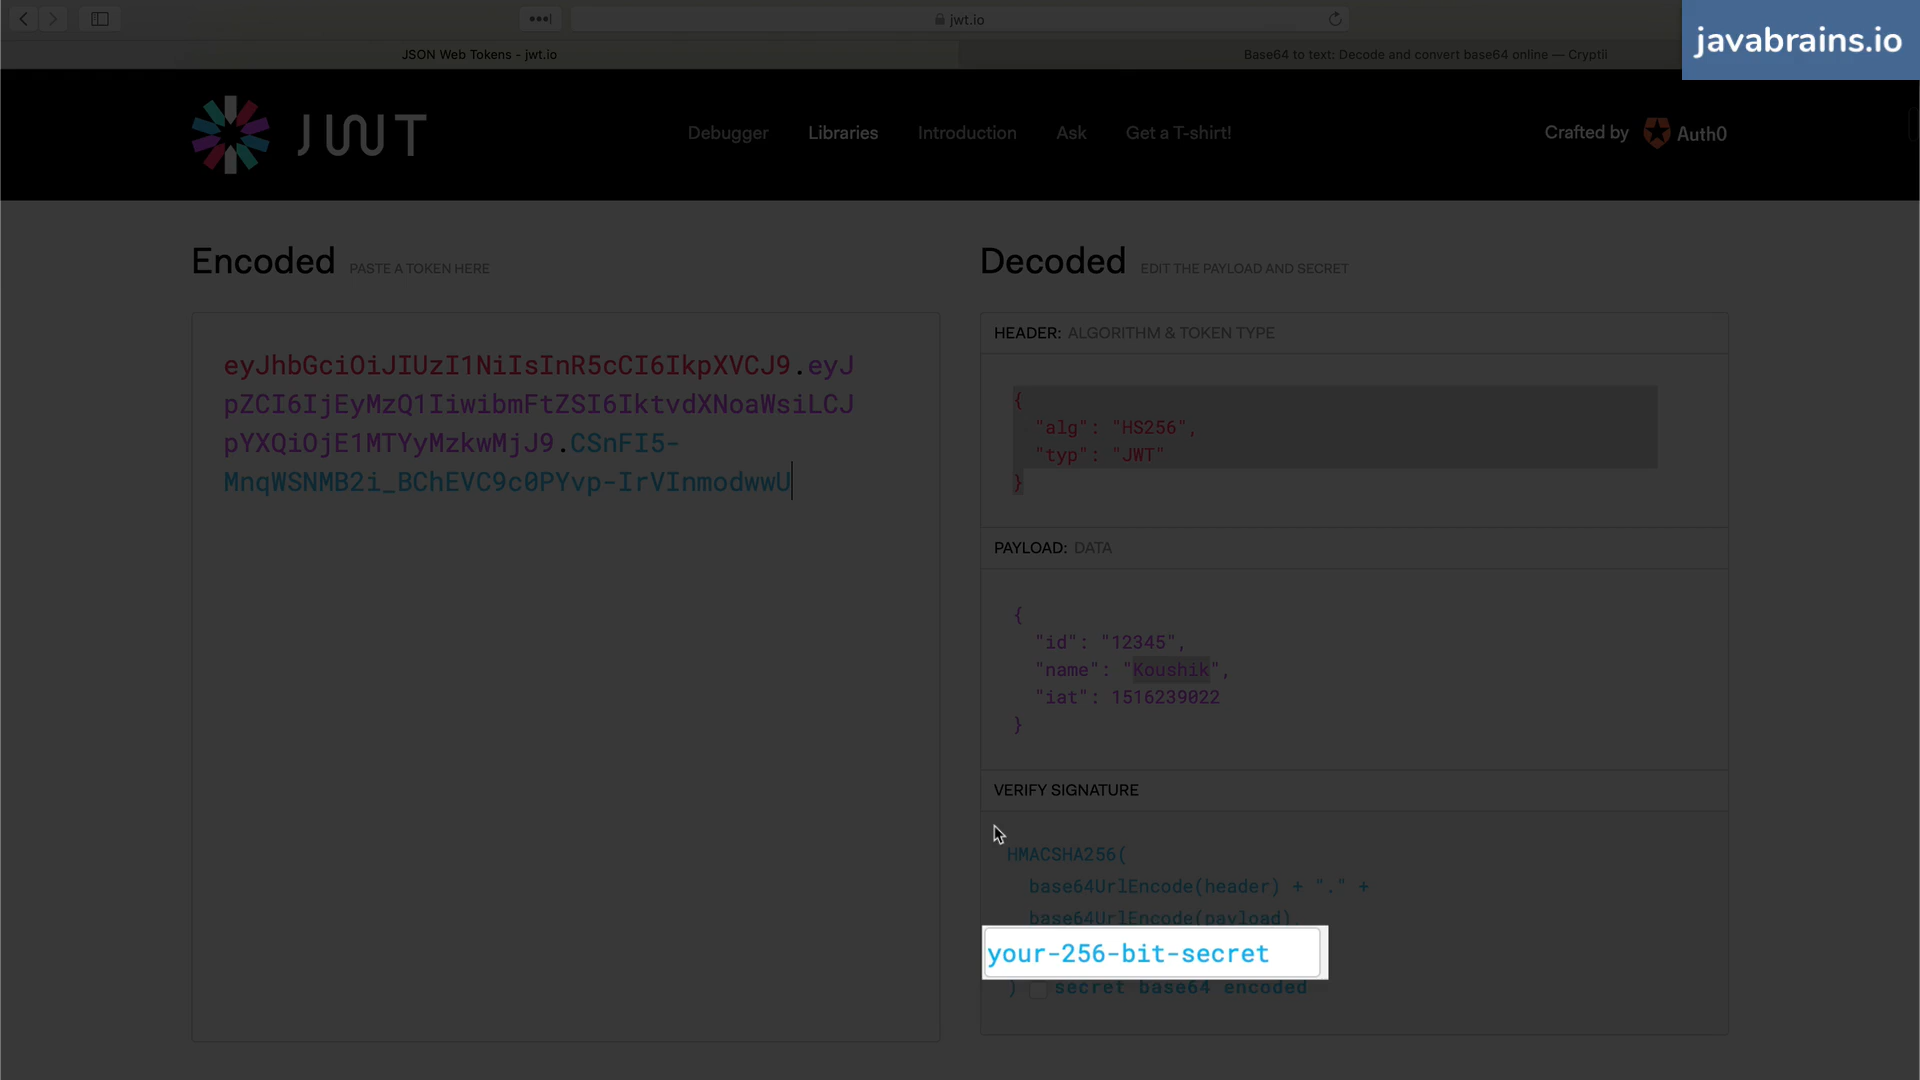 jwt.io
JSON Web Tokens - jwt.io
Base64 to text: Decode and convert base64 online — Cryptii
javabrains.io
JWT
Debugger
Libraries
Introduction
Ask
Get a T-shirt!
Crafted by
Auth0
Encoded PASTE A TOKEN HERE
eyJhbGciOiJIUzI1NiIsInR5cCI6IkpXVCJ9.eyJ
pZCI6IjEyMzQ1IiwibmFtZSI6IktvdXNoaWsiLCJ
pYXQiOjE1MTYyMzkwMjJ9.CSnFI5-
MnqWSNMB2i_BChEVC9c0PYvp-IrVInmodwwU
Decoded EDIT THE PAYLOAD AND SECRET
HEADER: ALGORITHM & TOKEN TYPE
{
"alg": "HS256",
"typ": "JWT"
}
PAYLOAD: DATA
{
"id": "12345",
"name": "Koushik",
"iat": 1516239022
}
VERIFY SIGNATURE
HMACSHA256(
base64UrlEncode(header) + "." +
base64UrlEncode(payload),
your-256-bit-secret
) secret base64 encoded